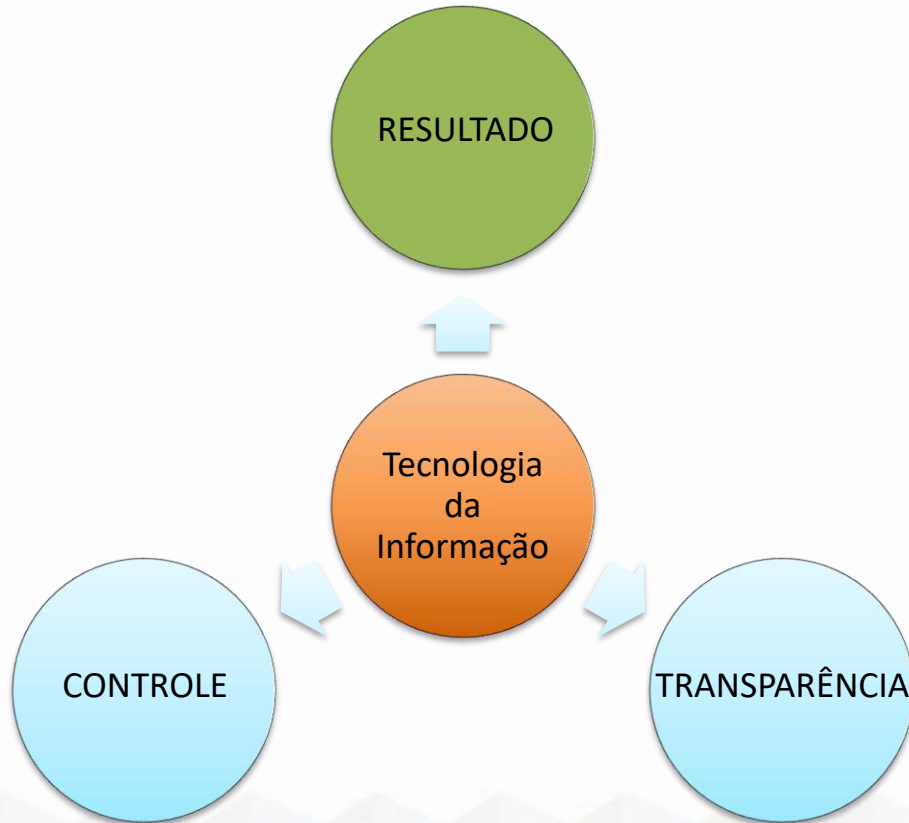 RESULTADO
Tecnologia
da
Informação
CONTROLE
TRANSPARÊNCIA